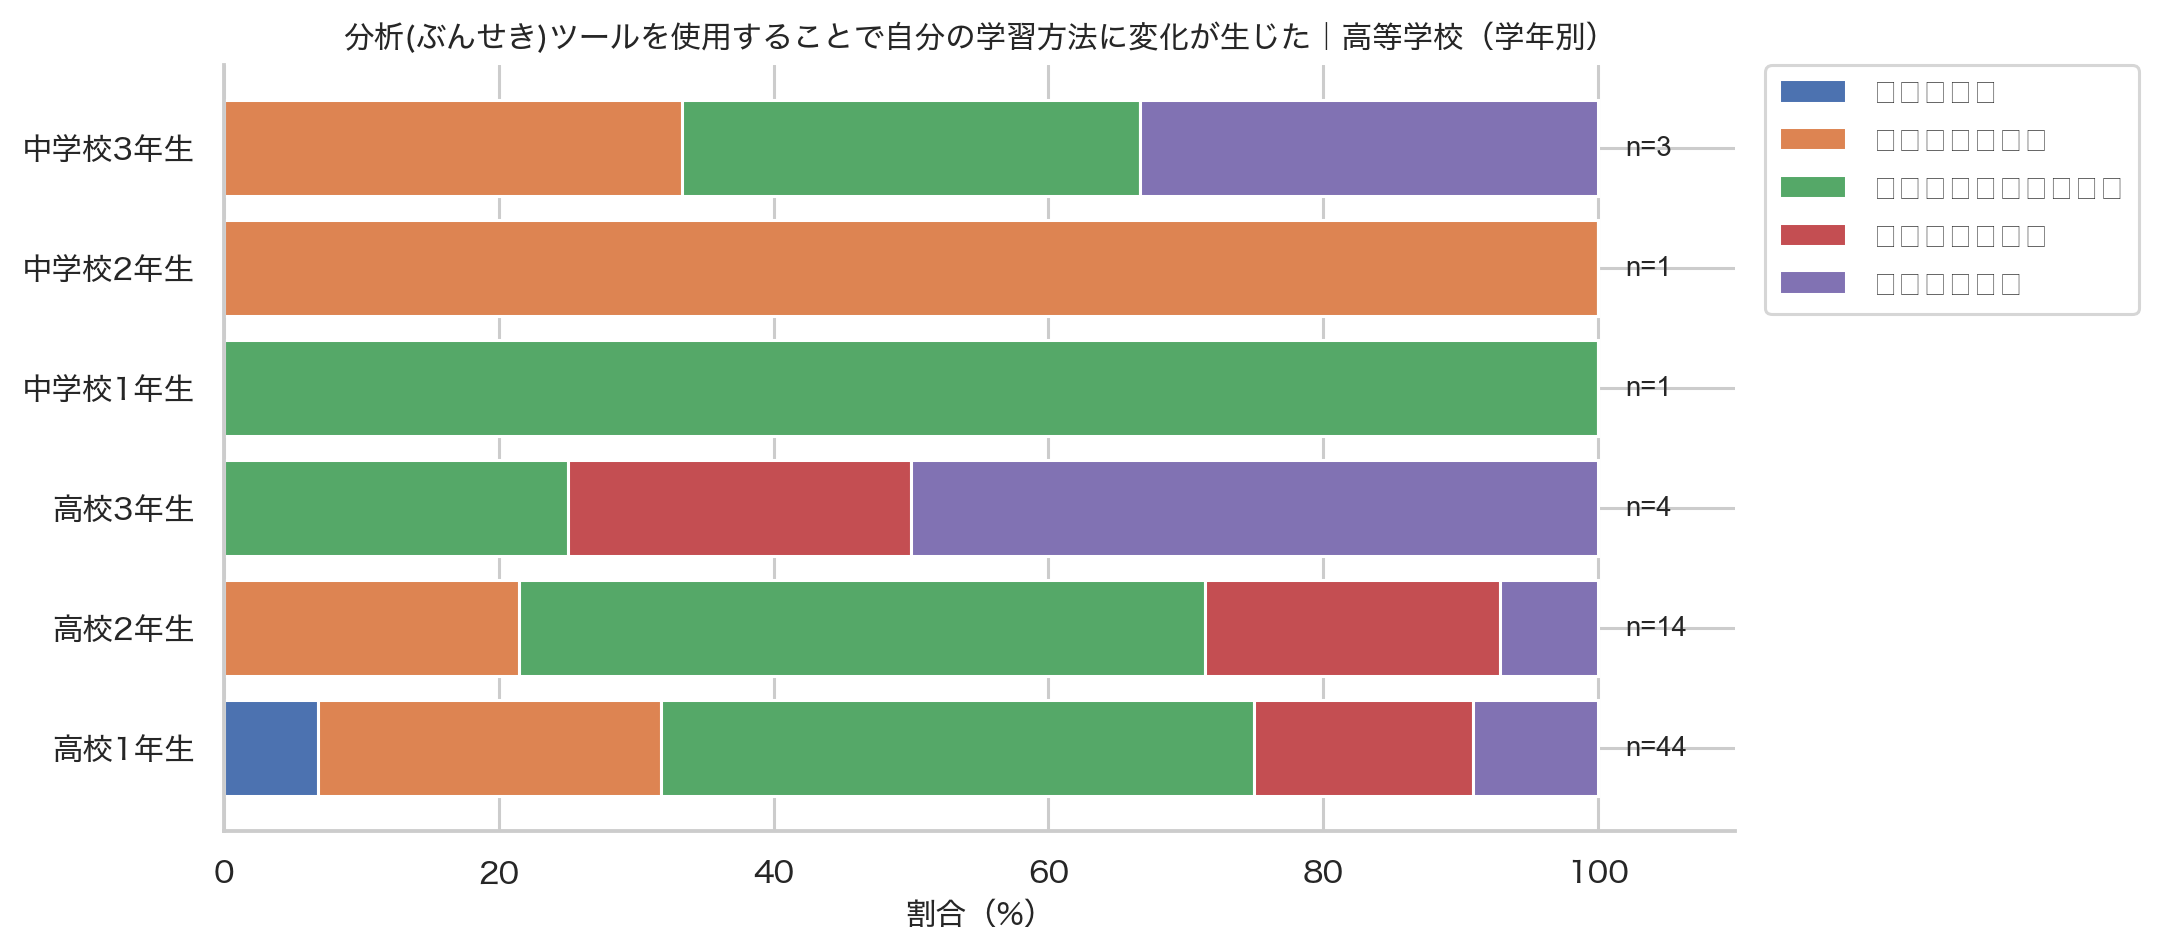 分析(ぶんせき)ツールを使用することで自分の学習方法に変化が生じた｜高等学校（学年別）
中学校3年生
n=3
中学校2年生
n=1
中学校1年生
n=1
高校3年生
n=4
高校2年生
n=14
高校1年生
n=44
0 20 40 60 80 100
割合（%）